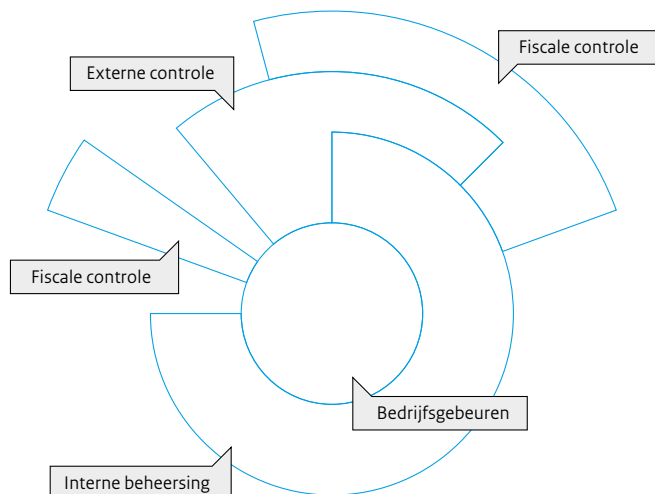 Fiscale controle
Externe controle
Fiscale controle
Bedrijfsgebeuren
Interne beheersing